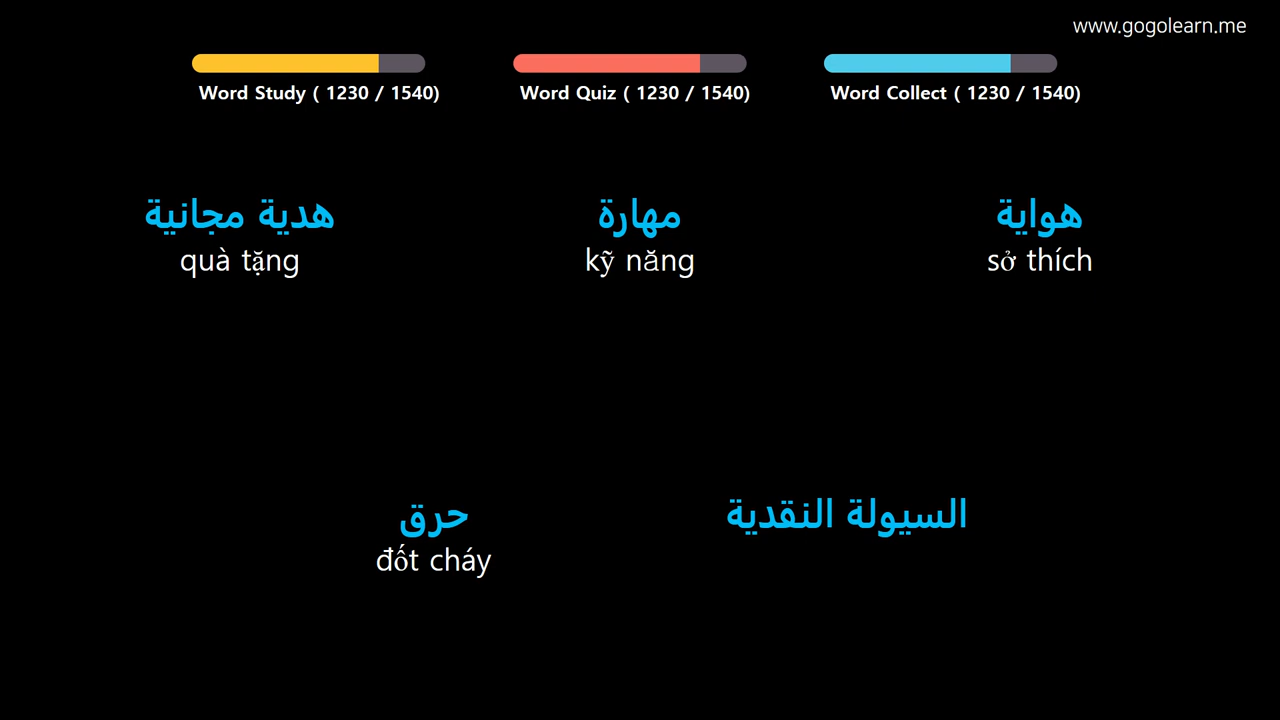 www.gogolearn.me
Word Study ( 1230 / 1540)
Word Quiz ( 1230 / 1540)
Word Collect ( 1230 / 1540)
هدية مجانية
quà tặng
مهارة
kỹ năng
هواية
sở thích
حرق
đốt cháy
السيولة النقدية